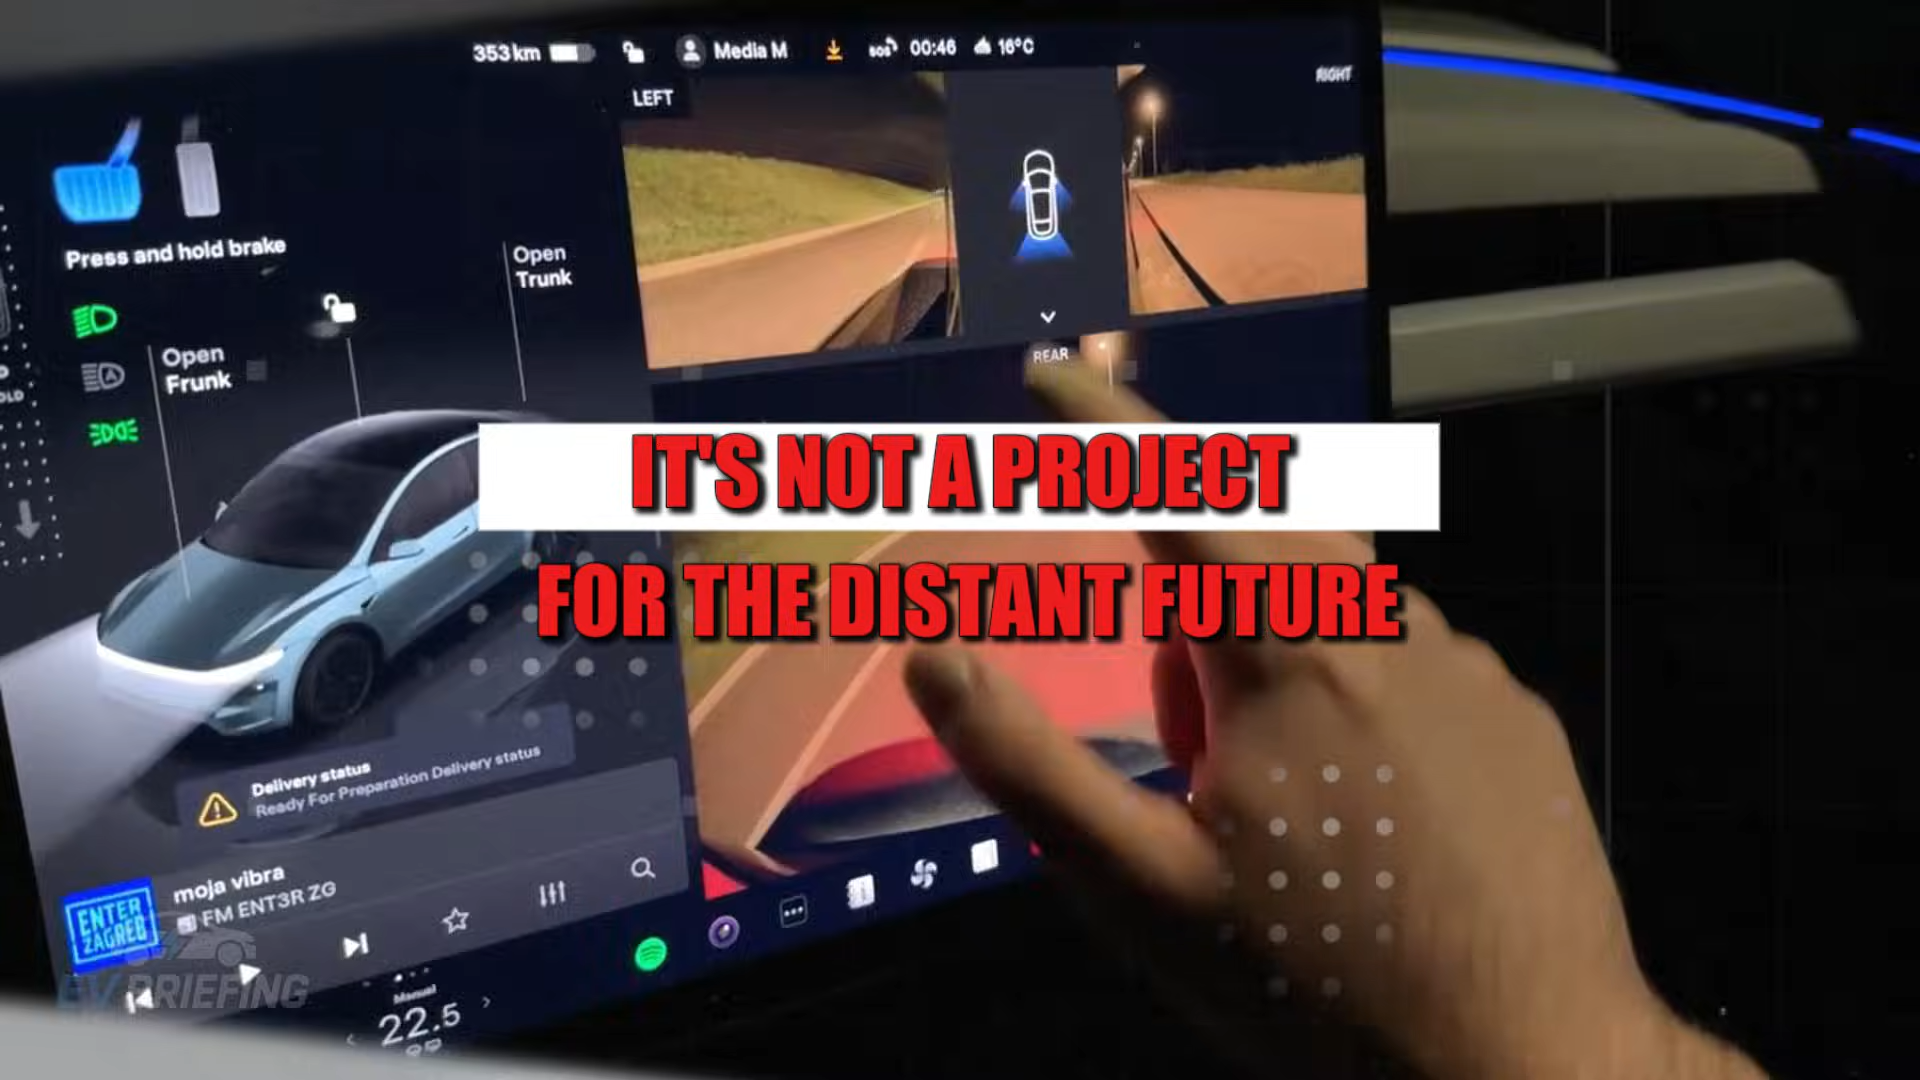 353 km
Media M
SOS
00:46
16°C
LEFT
RIGHT
Press and hold brake
Open
Trunk
Open
Frunk
REAR
IT'S NOT A PROJECT
FOR THE DISTANT FUTURE
Delivery status
Ready For Preparation Delivery status
moja vibra
FM ENT3R ZG
ENTER
ZAGREB
EV BRIEFING
Manual
22.5